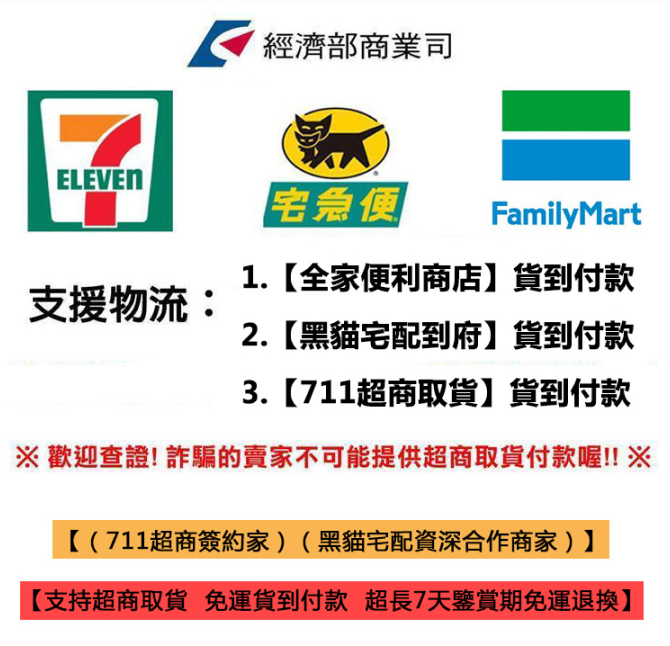 經濟部商業司
7
ELEVEn
宅急便
FamilyMart
支援物流：
1.【全家便利商店】貨到付款
2.【黑貓宅配到府】貨到付款
3.【711超商取貨】貨到付款
※ 歡迎查證! 詐騙的賣家不可能提供超商取貨付款喔!! ※
【（711超商簽約家）（黑貓宅配資深合作商家）】
【支持超商取貨 免運貨到付款 超長7天鑒賞期免運退換】